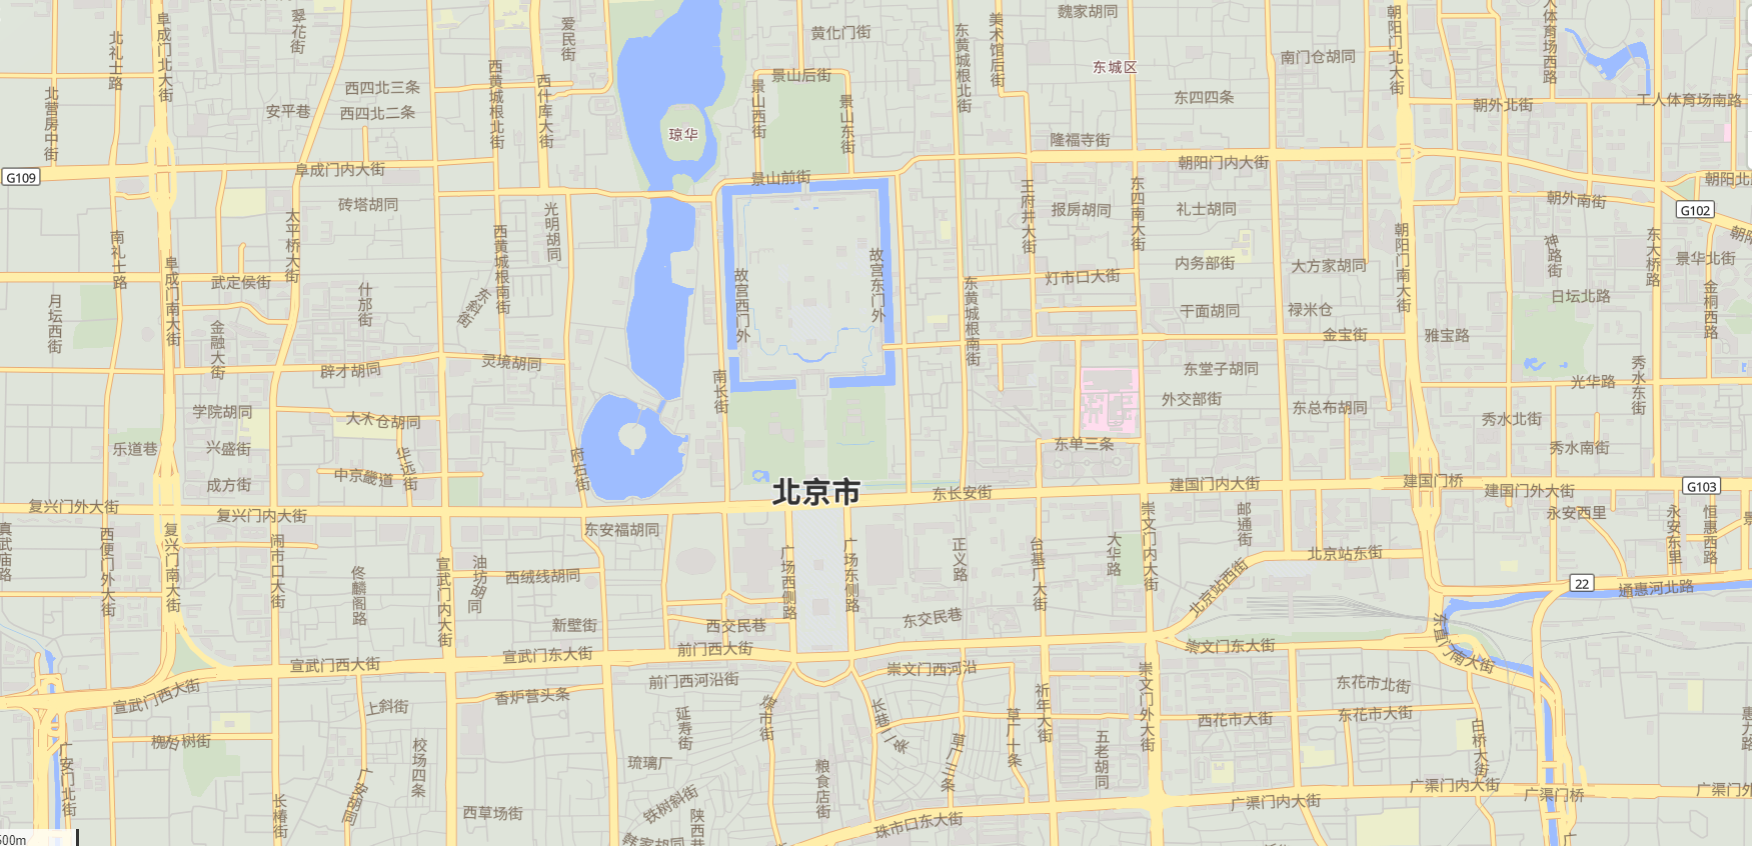 魏家胡同
翠花街
阜成门北大街
北礼士路
爱民街
黄化门街
东黄城根北街
美术馆后街
朝阳门北大街
南门仓胡同
东城区
景山后街
西四北三条
西四北二条
安平巷
西黄城根北街
西什库大街
北营房中街
景山西街
景山东街
琼华
东四四条
朝外北街
工人体育场南路
隆福寺街
朝阳门内大街
G109
阜成门内大街
景山前街
砖塔胡同
光明胡同
太平桥大街
王府井大街
报房胡同
东四南大街
礼士胡同
朝外南街
G102
南礼士路
西黄城根南街
朝阳门南大街
神路街
东大桥路
景华北街
阜成门南大街
武定侯街
什邡街
东斜街
故宫西门外
故宫东门外
灯市口大街
内务部街
大方家胡同
日坛北路
金桐西路
月坛西街
金融大街
东黄城根南街
干面胡同
禄米仓
金宝街
雅宝路
辟才胡同
灵境胡同
南长街
东堂子胡同
光华路
秀水东街
学院胡同
大木仓胡同
外交部街
东总布胡同
秀水北街
乐道巷
兴盛街
华远街
府右街
东单三条
秀水南街
成方街
中京畿道
北京市
东长安街
建国门内大街
建国门桥
建国门外大街
G103
复兴门外大街
复兴门内大街
东安福胡同
永安西里
真武庙路
西便门外大街
复兴门南大街
闹市口大街
宣武门内大街
油坊胡同
西绒线胡同
佟麟阁路
广场西侧路
广场东侧路
正义路
台基厂大街
大华路
崇文门内大街
邮通街
北京站东街
北京站西街
永安东里
恒惠西路
22
通惠河北路
新壁街
西交民巷
东交民巷
宣武门西大街
宣武门东大街
前门西大街
崇文门东大街
东直门南大街
宣武门西大街
上斜街
香炉营头条
前门西河沿街
崇文门西河沿
崇文门外大街
祈年大街
东花市北街
西花市大街
东花市大街
槐柏树街
校场四条
延寿街
煤市街
长巷二条
草厂三条
草厂十条
五老胡同
白桥大街
广安门北街
琉璃厂
粮食店街
长椿街
西草场街
铁树斜街
珠市口东大街
广渠门内大街
广渠门内大街
广渠门桥
500m